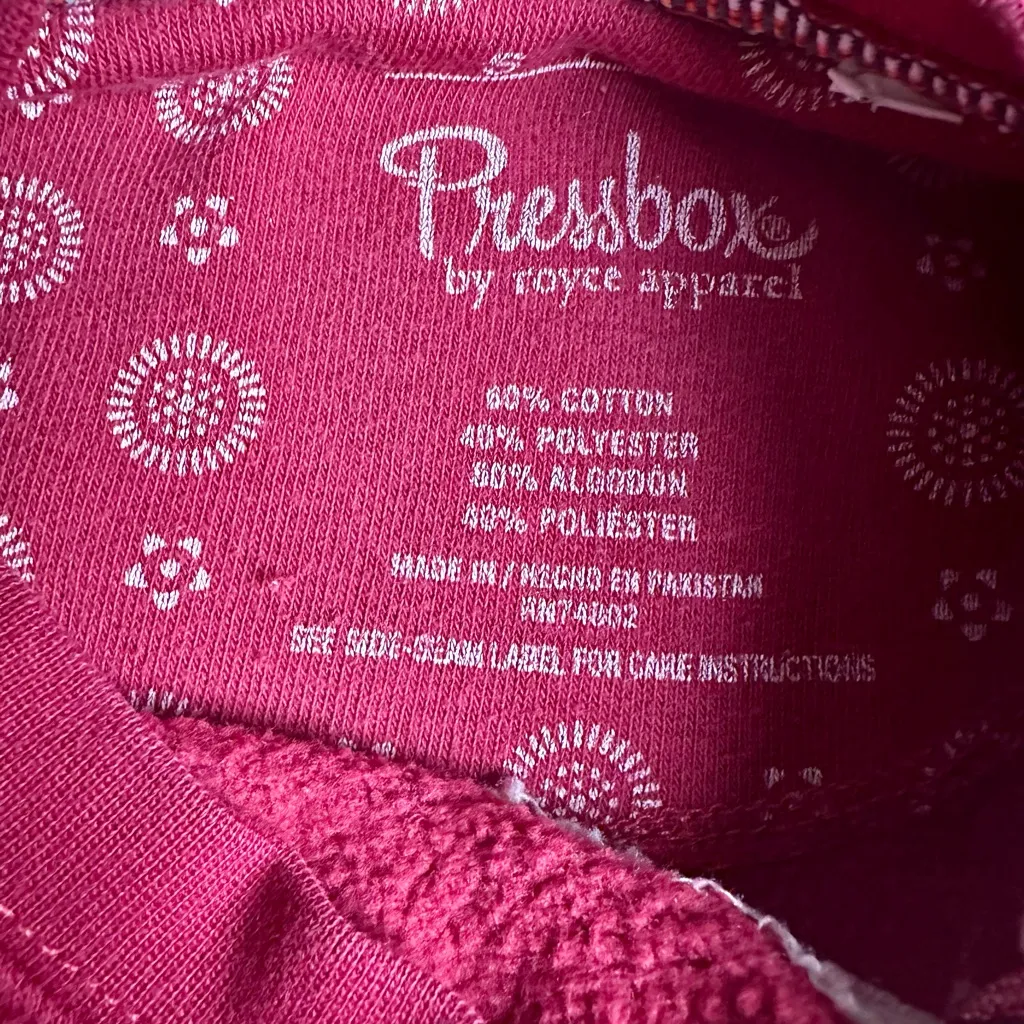 S
Pressbox
by royce apparel
60% COTTON
40% POLYESTER
60% ALGODÓN
40% POLIÉSTER
MADE IN / HECHO EN PAKISTAN
SEE SIDE-SEAM LABEL FOR CARE INSTRUCTIONS